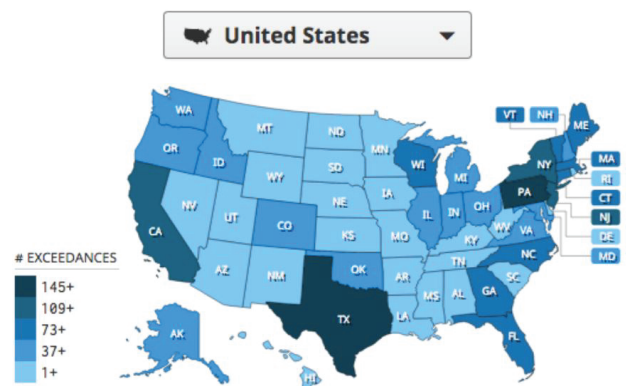 United States
WA
MT
ND
MN
VT
NH
ME
OR
ID
SD
WI
MI
NY
MA
RI
WY
IA
PA
CT
NV
NE
IL
IN
OH
NJ
UT
CO
WV
VA
DE
CA
KS
MO
KY
MD
NC
AZ
NM
OK
AR
TN
SC
MS
AL
GA
TX
LA
FL
AK
HI
# EXCEEDANCES
145+
109+
73+
37+
1+